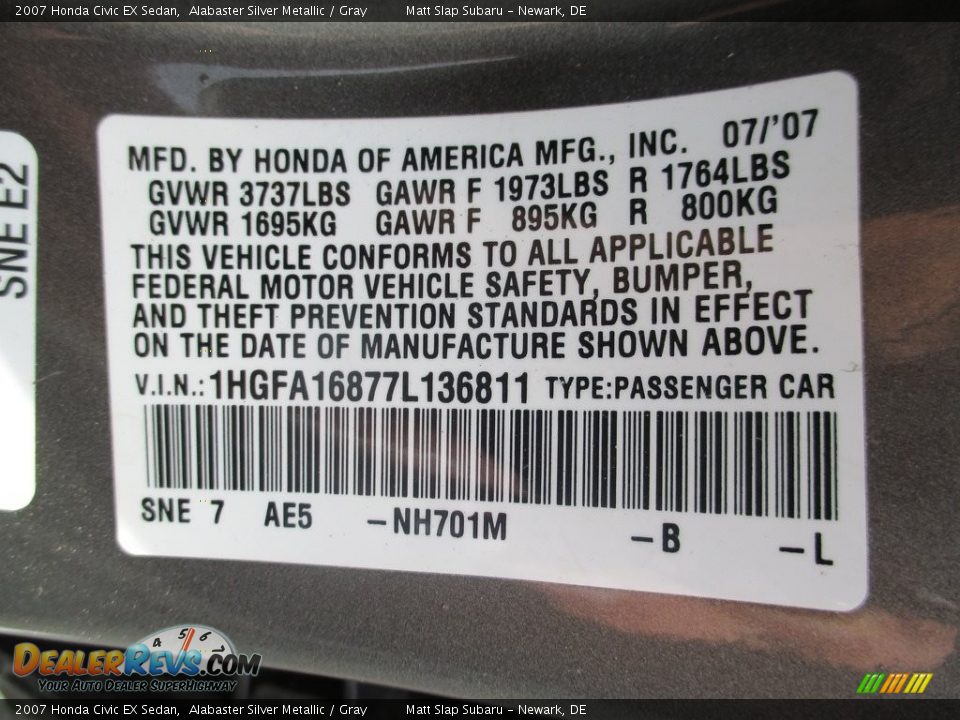 2007 Honda Civic EX Sedan, Alabaster Silver Metallic / Gray Matt Slap Subaru - Newark, DE
SNE E2
MFD. BY HONDA OF AMERICA MFG., INC. 07/'07
GVWR 3737LBS GAWR F 1973LBS R 1764LBS
GVWR 1695KG GAWR F 895KG R 800KG
THIS VEHICLE CONFORMS TO ALL APPLICABLE
FEDERAL MOTOR VEHICLE SAFETY, BUMPER,
AND THEFT PREVENTION STANDARDS IN EFFECT
ON THE DATE OF MANUFACTURE SHOWN ABOVE.
V.I.N.: 1HGFA16877L136811 TYPE:PASSENGER CAR
SNE 7 AE5 -NH701M -B -L
4 5 6 7
DEALERREVS.COM
Your Auto Dealer SuperHighway
2007 Honda Civic EX Sedan, Alabaster Silver Metallic / Gray Matt Slap Subaru - Newark, DE